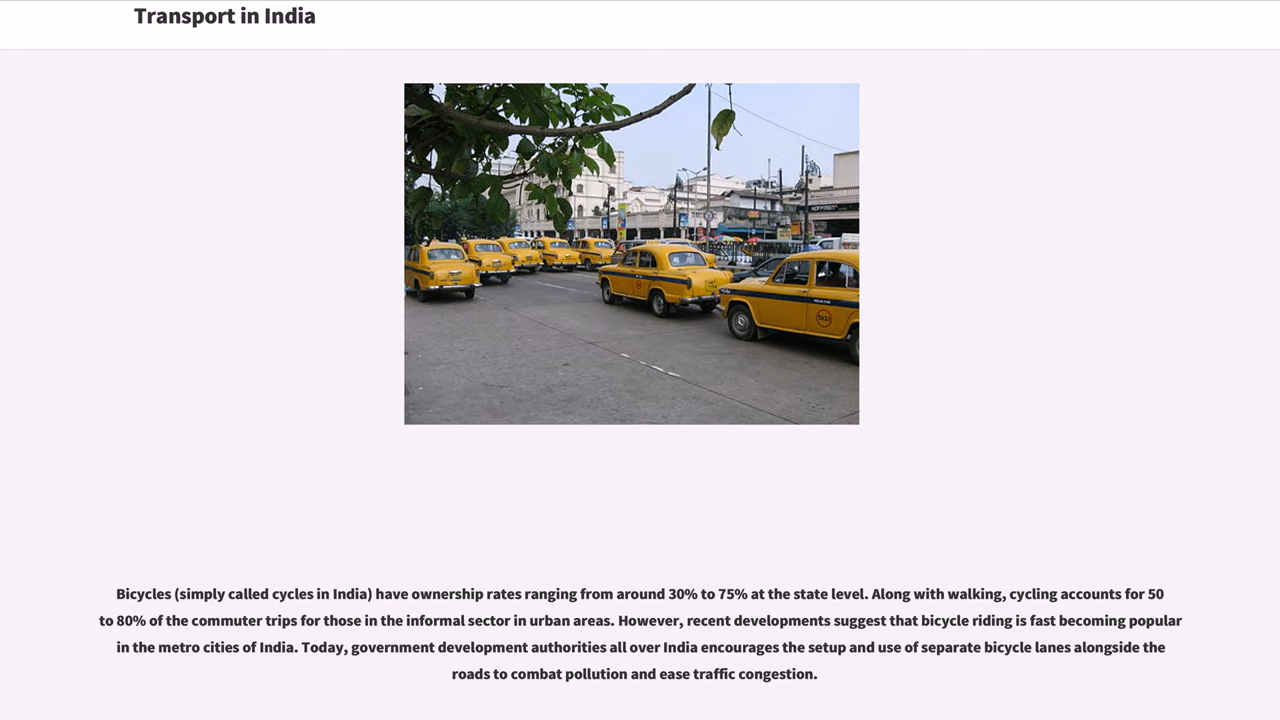 Transport in India
HOFFMEN
TAXI
Bicycles (simply called cycles in India) have ownership rates ranging from around 30% to 75% at the state level. Along with walking, cycling accounts for 50
to 80% of the commuter trips for those in the informal sector in urban areas. However, recent developments suggest that bicycle riding is fast becoming popular
in the metro cities of India. Today, government development authorities all over India encourages the setup and use of separate bicycle lanes alongside the
roads to combat pollution and ease traffic congestion.